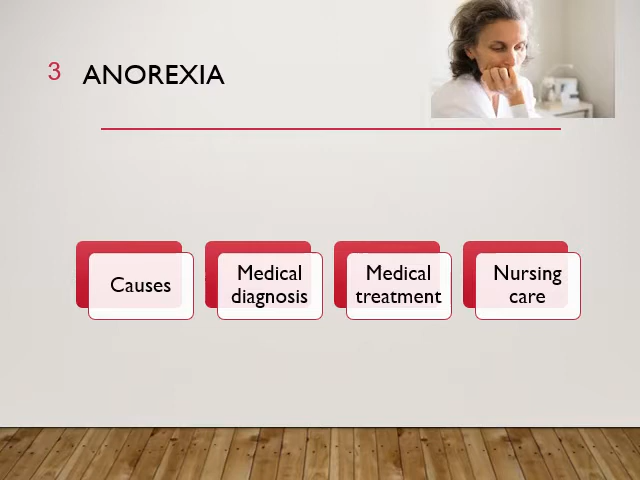 3 ANOREXIA
Causes
Medical
diagnosis
Medical
treatment
Nursing
care